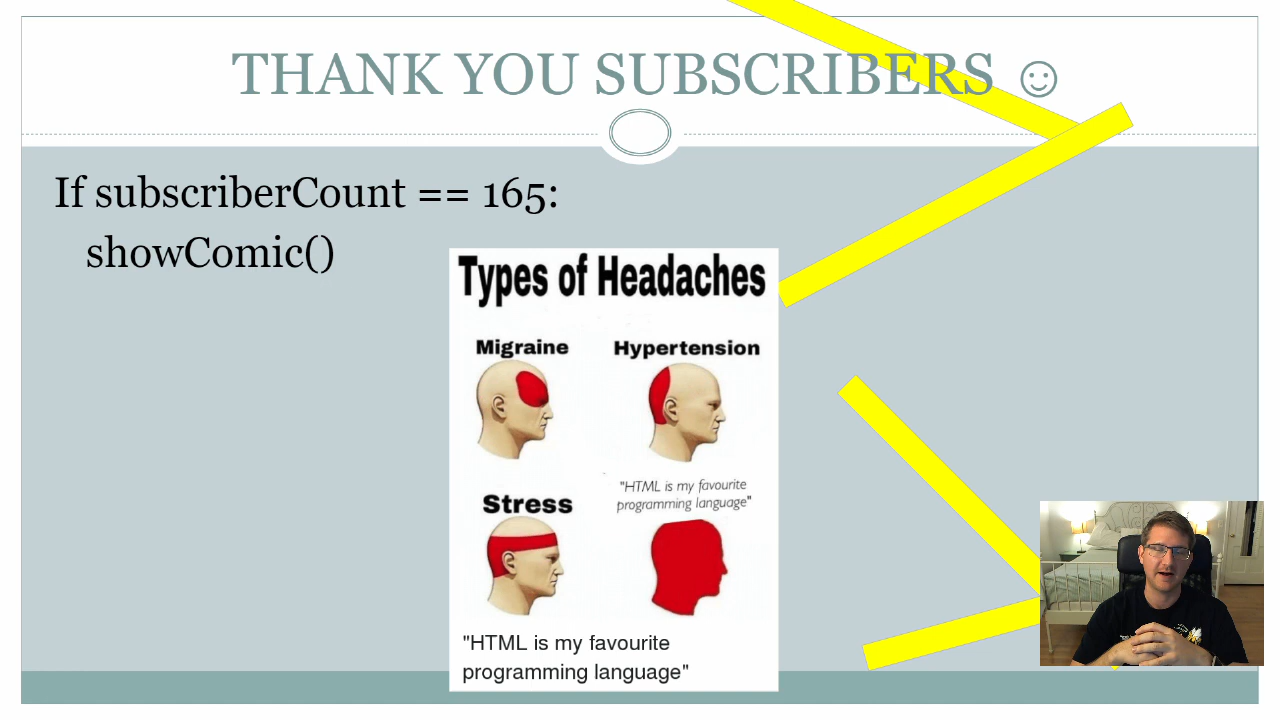 THANK YOU SUBSCRIBERS ☺
If subscriberCount == 165:
showComic()
Types of Headaches
Migraine
Hypertension
Stress
"HTML is my favourite
programming language"
"HTML is my favourite
programming language"